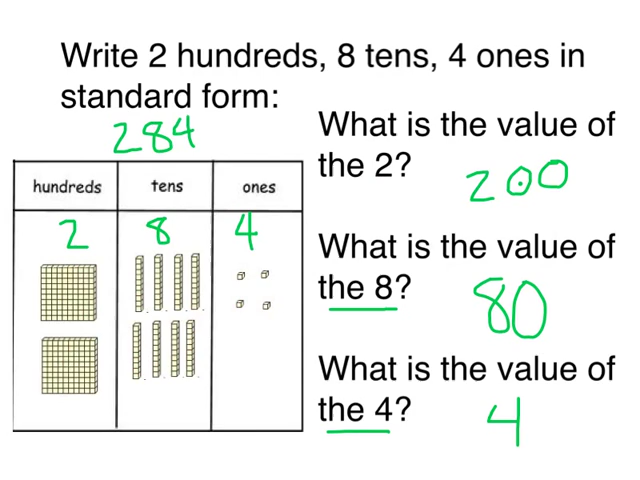 Write 2 hundreds, 8 tens, 4 ones in
standard form:
284
hundreds tens ones
2 8 4
What is the value of
the 2?
200
What is the value of
the 8?
80
What is the value of
the 4?
4